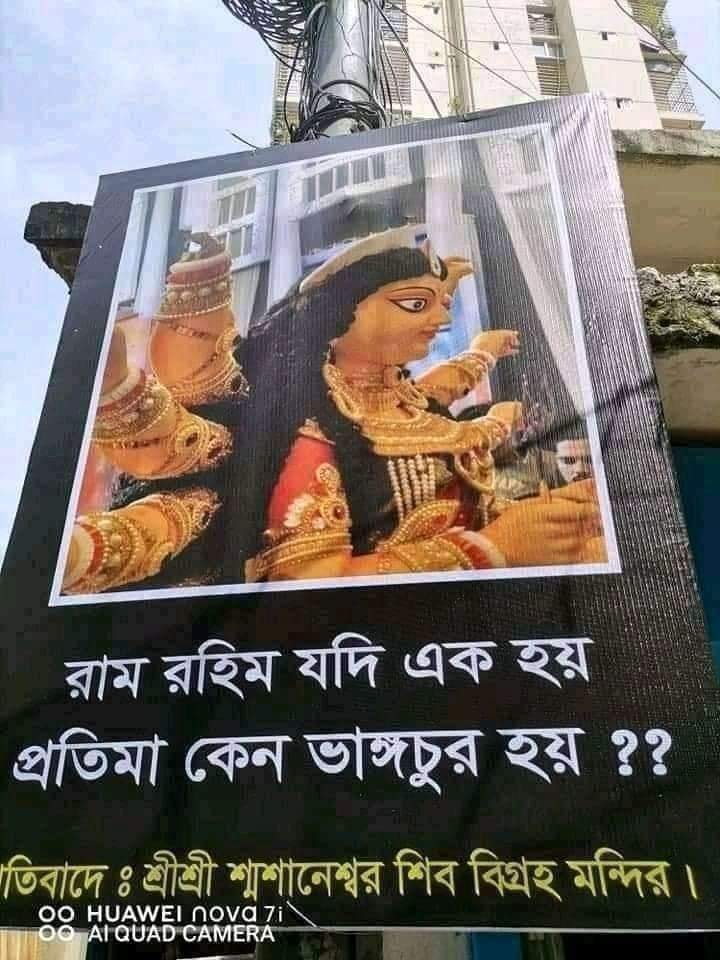 রাম রহিম যদি এক হয়
প্রতিমা কেন ভাঙ্গচুর হয় ??
তিবাদে ঃ শ্রীশ্রী শ্মশানেশ্বর শিব বিগ্রহ মন্দির ।
HUAWEI nova 7i
AI QUAD CAMERA